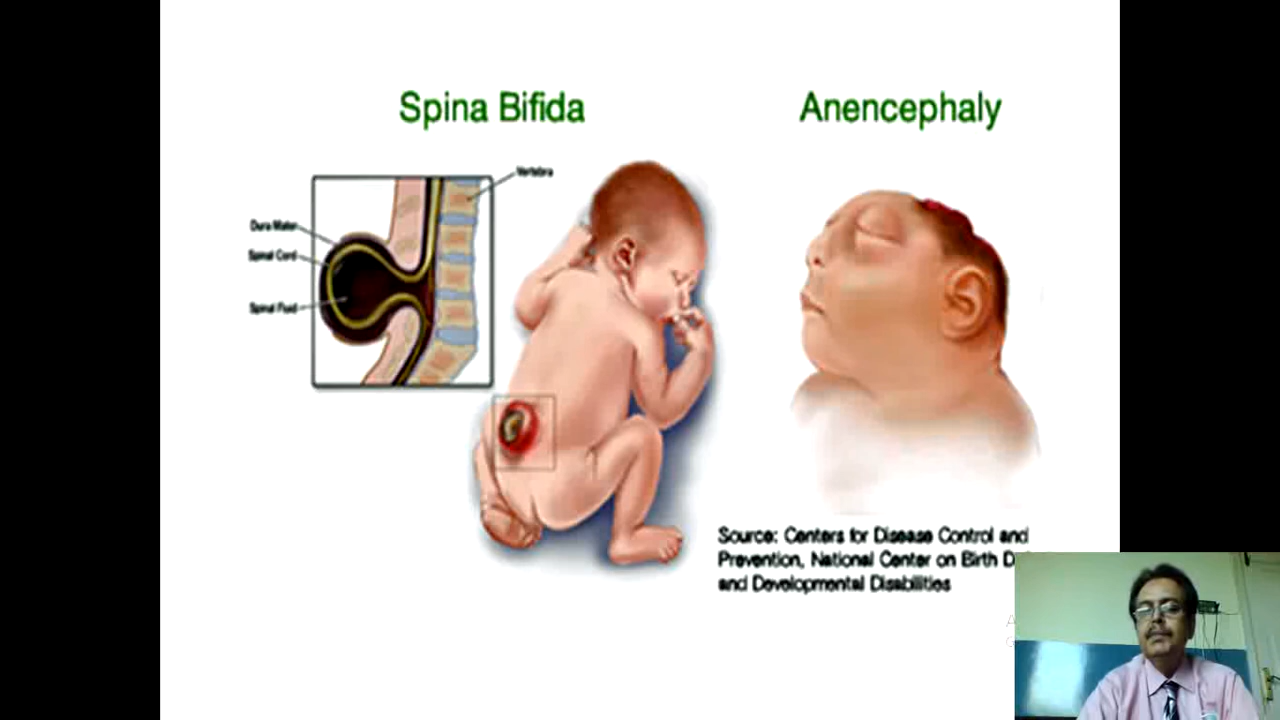 Spina Bifida
Anencephaly
Vertebra
Dura Mater
Spinal Cord
Spinal Fluid
Source: Centers for Disease Control and
Prevention, National Center on Birth
and Developmental Disabilities